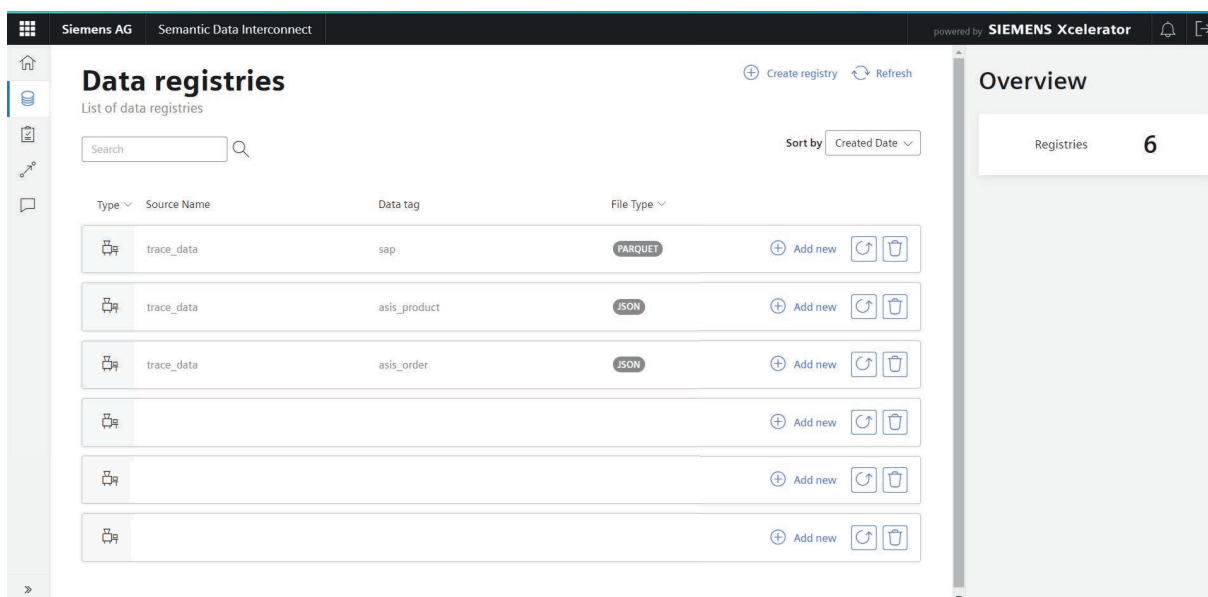 Siemens AG Semantic Data Interconnect powered by SIEMENS Xcelerator
Data registries
List of data registries
Create registry Refresh
Search
Sort by Created Date
Type Source Name Data tag File Type
trace_data sap PARQUET Add new
trace_data asis_product JSON Add new
trace_data asis_order JSON Add new
Add new
Add new
Add new
Overview
Registries 6